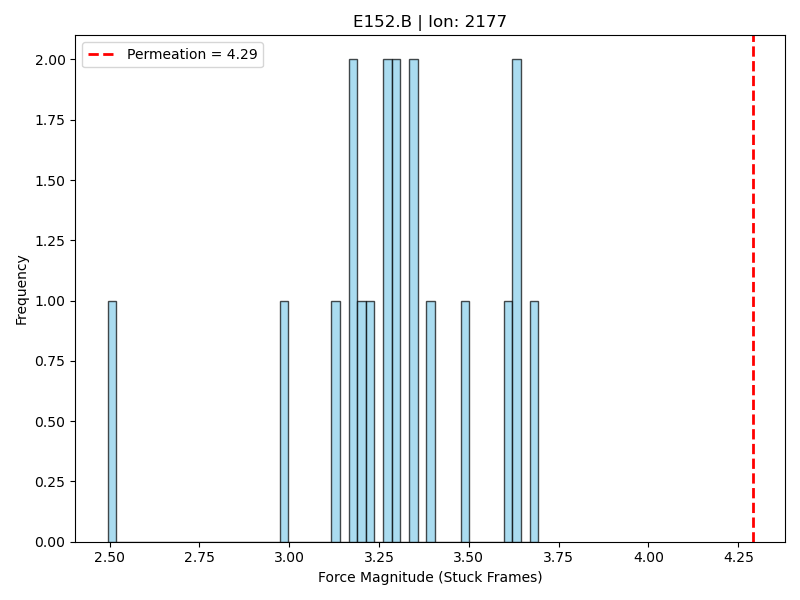 E152.B | Ion: 2177
Permeation = 4.29
2.00
1.75
1.50
1.25
1.00
0.75
0.50
0.25
0.00
Frequency
2.50 2.75 3.00 3.25 3.50 3.75 4.00 4.25
Force Magnitude (Stuck Frames)